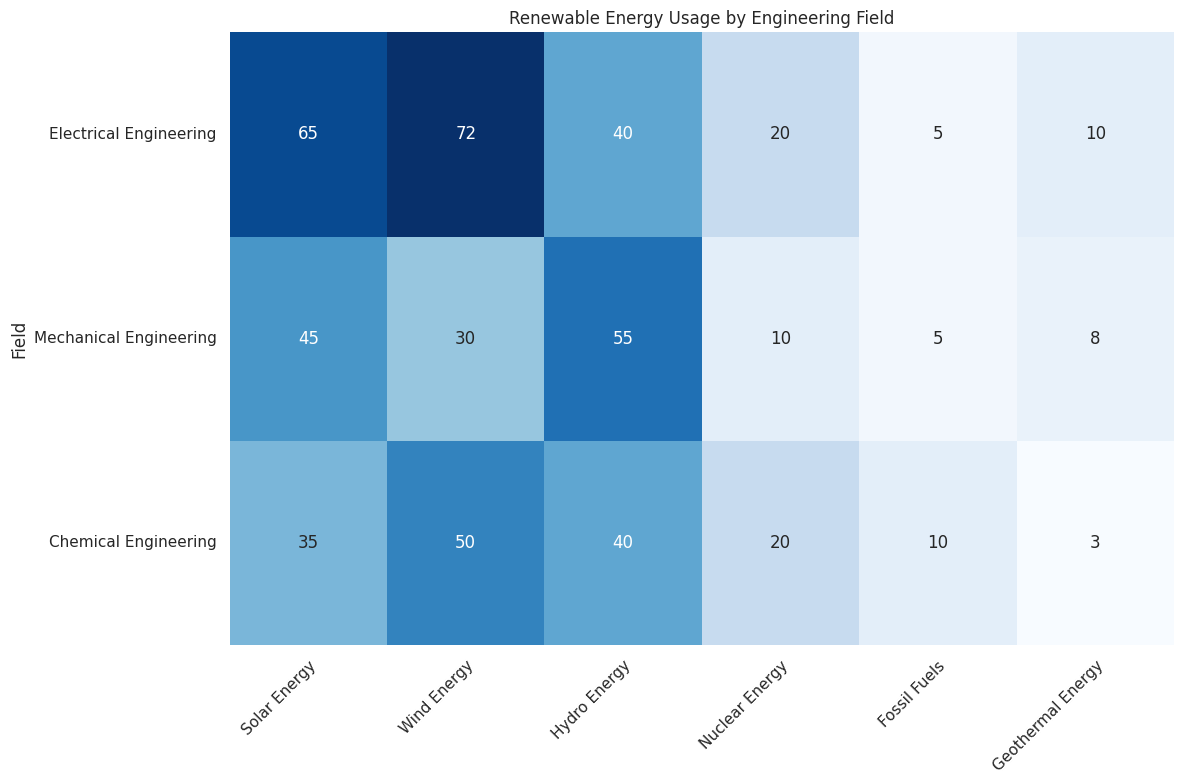 Renewable Energy Usage by Engineering Field
Field
Electrical Engineering 65 72 40 20 5 10
Mechanical Engineering 45 30 55 10 5 8
Chemical Engineering 35 50 40 20 10 3
Solar Energy Wind Energy Hydro Energy Nuclear Energy Fossil Fuels Geothermal Energy